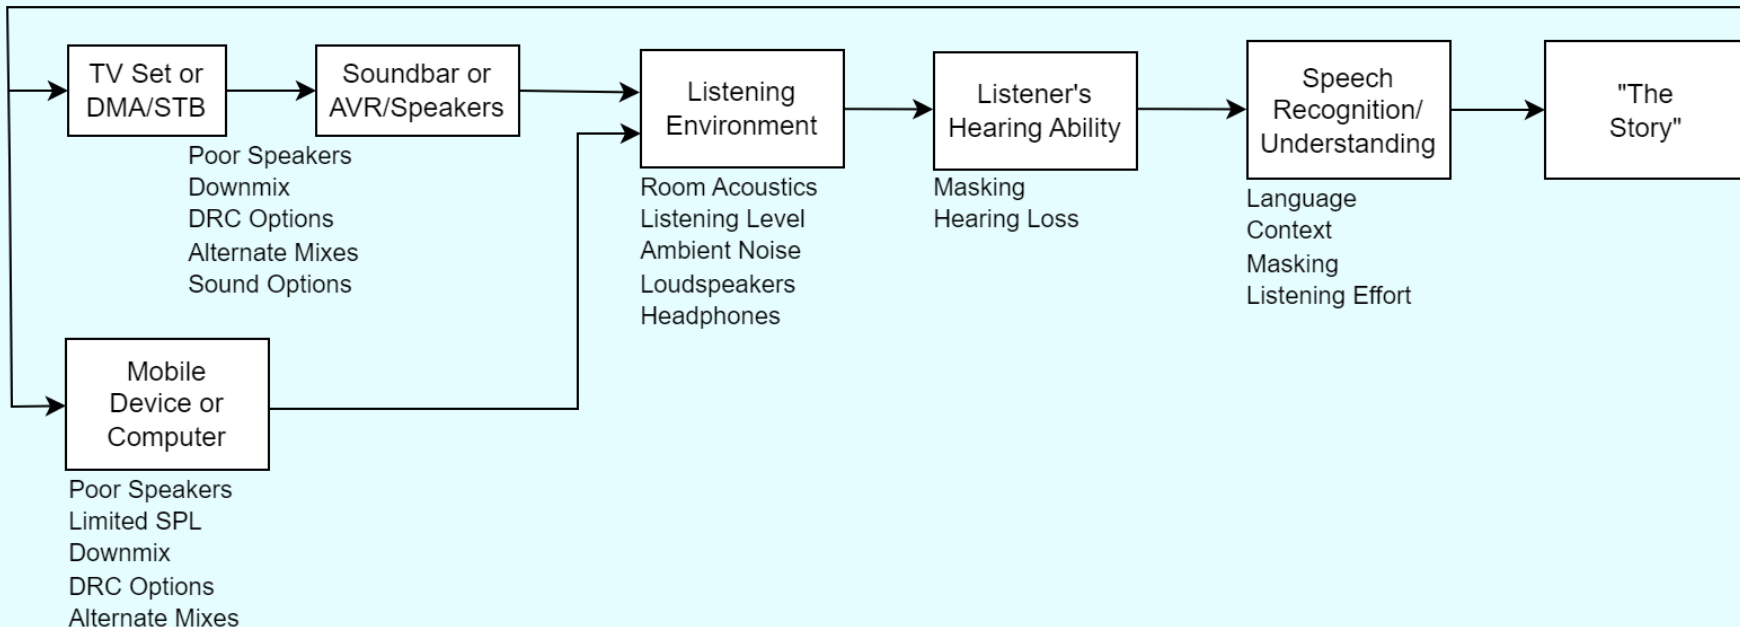 TV Set or
DMA/STB
Soundbar or
AVR/Speakers
Poor Speakers
Downmix
DRC Options
Alternate Mixes
Sound Options
Listening
Environment
Room Acoustics
Listening Level
Ambient Noise
Loudspeakers
Headphones
Listener's
Hearing Ability
Masking
Hearing Loss
Speech
Recognition/
Understanding
Language
Context
Masking
Listening Effort
"The
Story"
Mobile
Device or
Computer
Poor Speakers
Limited SPL
Downmix
DRC Options
Alternate Mixes